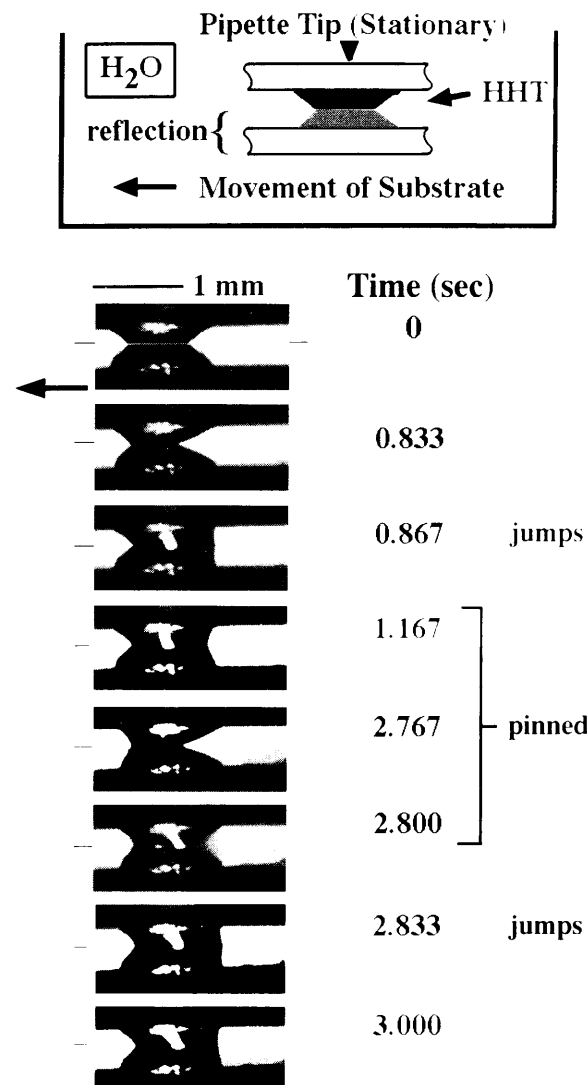 Pipette Tip (Stationary)
H2O
HHT
reflection
Movement of Substrate
1 mm
Time (sec)
0
0.833
0.867 jumps
1.167
2.767 pinned
2.800
2.833 jumps
3.000